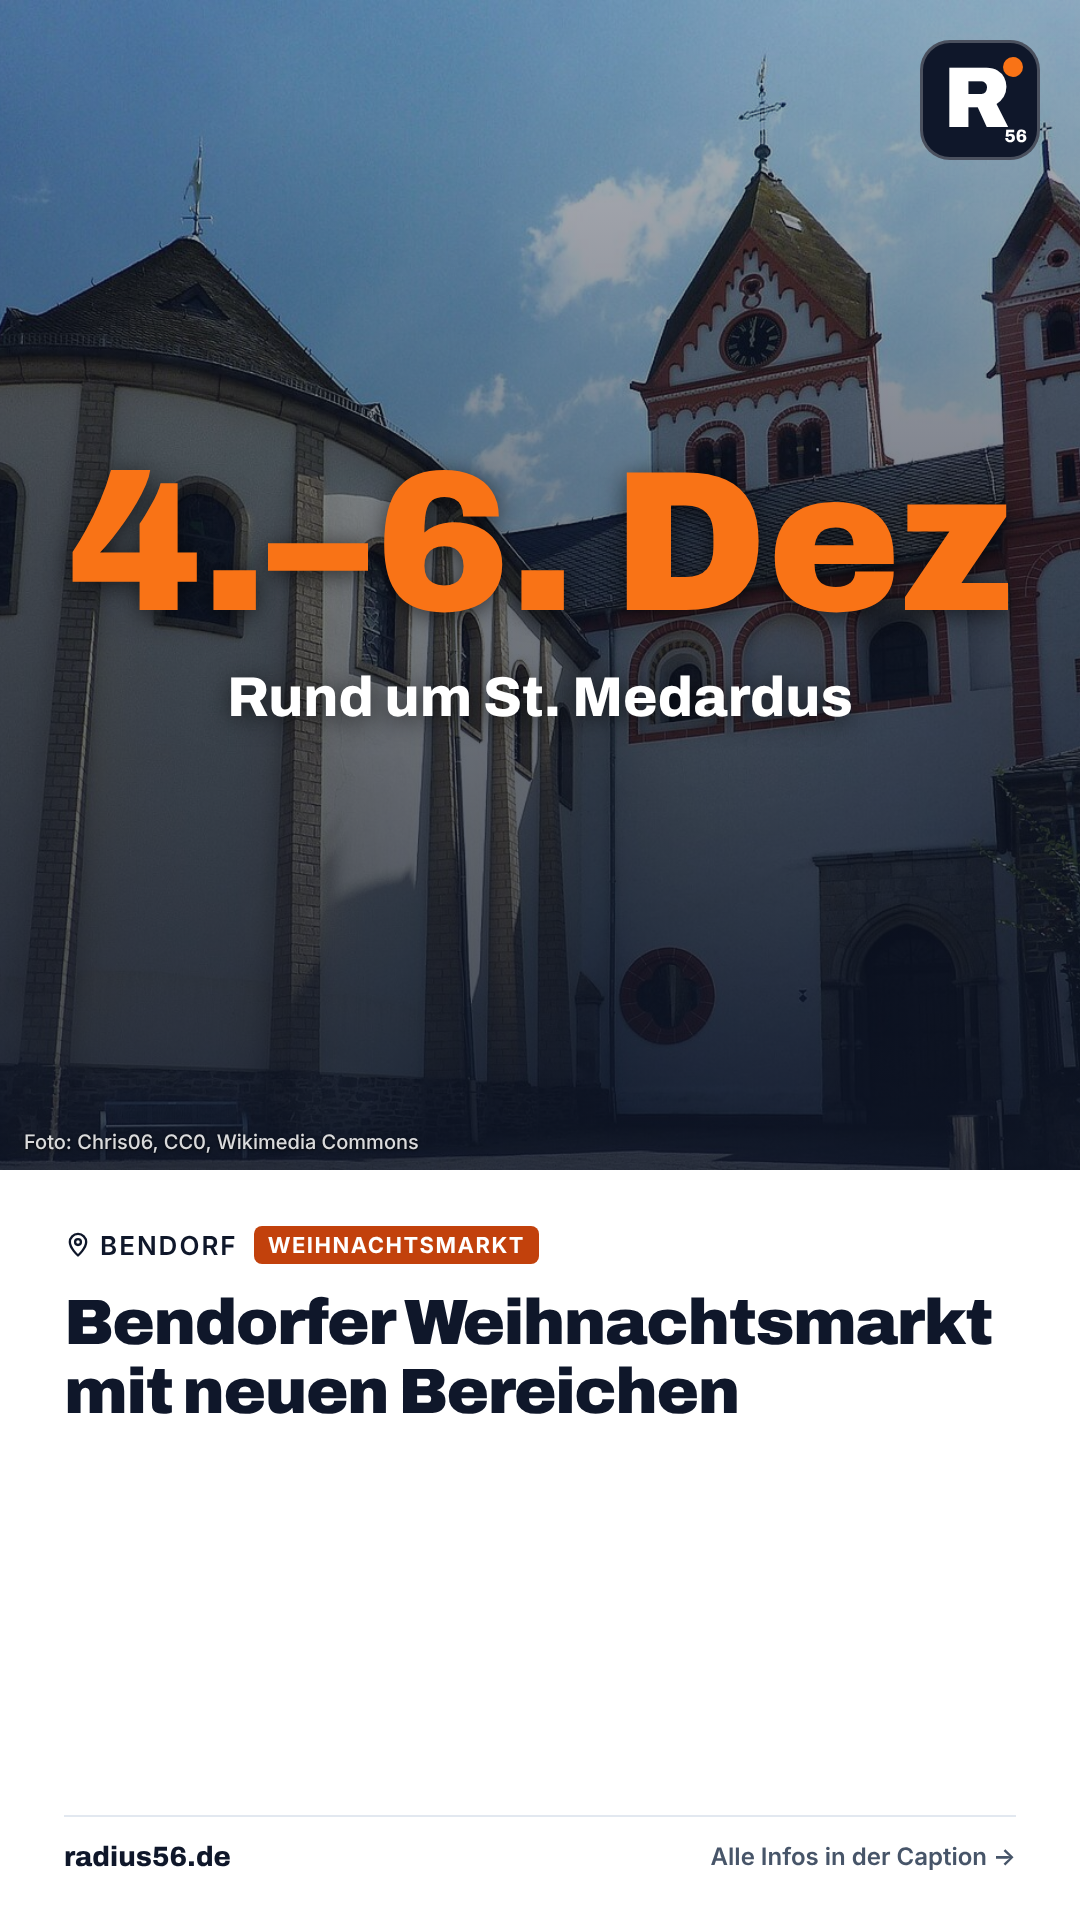 R
56
4.–6. Dez
Rund um St. Medardus
Foto: Chris06, CC0, Wikimedia Commons
BENDORF WEIHNACHTSMARKT
Bendorfer Weihnachtsmarkt
mit neuen Bereichen
radius56.de Alle Infos in der Caption →